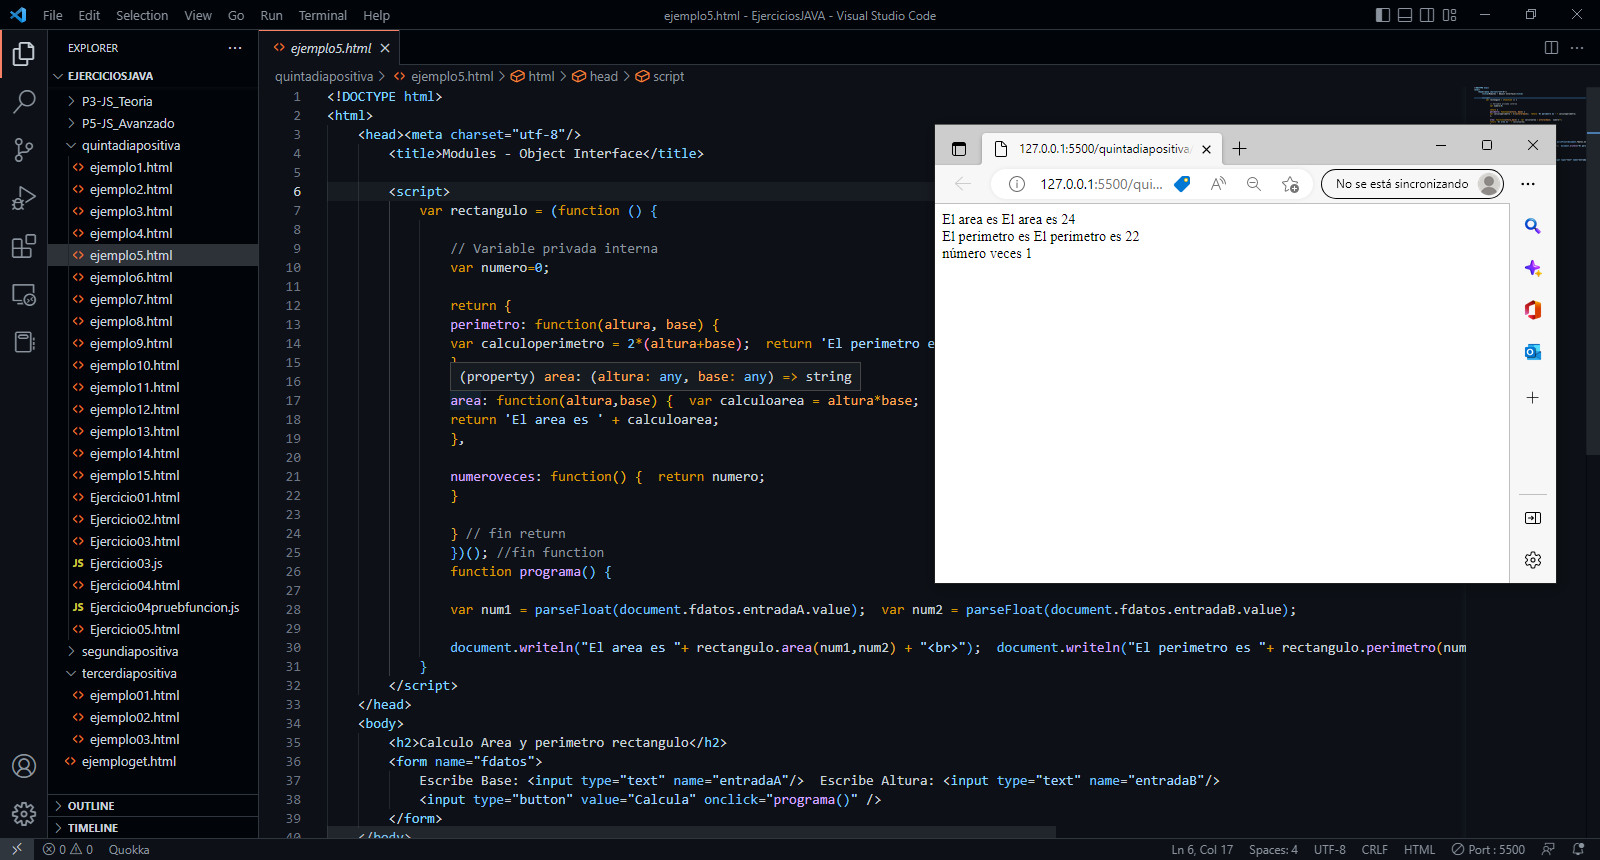 File Edit Selection View Go Run Terminal Help
ejemplo5.html - EjerciciosJAVA - Visual Studio Code
EXPLORER
EJERCICIOSJAVA
P3-JS_Teoria
P5-JS_Avanzado
quintadiapositiva
ejemplo1.html
ejemplo2.html
ejemplo3.html
ejemplo4.html
ejemplo5.html
ejemplo6.html
ejemplo7.html
ejemplo8.html
ejemplo9.html
ejemplo10.html
ejemplo11.html
ejemplo12.html
ejemplo13.html
ejemplo14.html
ejemplo15.html
Ejercicio01.html
Ejercicio02.html
Ejercicio03.html
JS Ejercicio03.js
Ejercicio04.html
JS Ejercicio04pruebfuncion.js
Ejercicio05.html
segundiapositiva
tercerdiapositiva
ejemplo01.html
ejemplo02.html
ejemplo03.html
ejemploget.html
OUTLINE
TIMELINE
ejemplo5.html
quintadiapositiva > ejemplo5.html > html > head > script
1 <!DOCTYPE html>
2 <html>
3 <head><meta charset="utf-8"/>
4 <title>Modules - Object Interface</title>
5
6 <script>
7 var rectangulo = (function () {
8
9 // Variable privada interna
10 var numero=0;
11
12 return {
13 perimetro: function(altura, base) {
14 var calculoperimetro = 2*(altura+base);  return 'El perimetro e
15
(property) area: (altura: any, base: any) => string
16
17 area: function(altura,base) {  var calculoarea = altura*base;
18 return 'El area es ' + calculoarea;
19 },
20
21 numeroveces: function() {  return numero;
22 }
23
24 } // fin return
25 })(); //fin function
26 function programa() {
27
28 var num1 = parseFloat(document.fdatos.entradaA.value);  var num2 = parseFloat(document.fdatos.entradaB.value);
29
30 document.writeln("El area es "+ rectangulo.area(num1,num2) + "<br>");  document.writeln("El perimetro es "+ rectangulo.perimetro(num
31 }
32 </script>
33 </head>
34 <body>
35 <h2>Calculo Area y perimetro rectangulo</h2>
36 <form name="fdatos">
37 Escribe Base: <input type="text" name="entradaA"/>  Escribe Altura: <input type="text" name="entradaB"/>
38 <input type="button" value="Calcula" onclick="programa()" />
39 </form>
40 </body>
127.0.0.1:5500/quintadiapositiva/
127.0.0.1:5500/qui...
No se está sincronizando
El area es El area es 24
El perimetro es El perimetro es 22
número veces 1
0 0 Quokka
Ln 6, Col 17 Spaces: 4 UTF-8 CRLF HTML Port : 5500